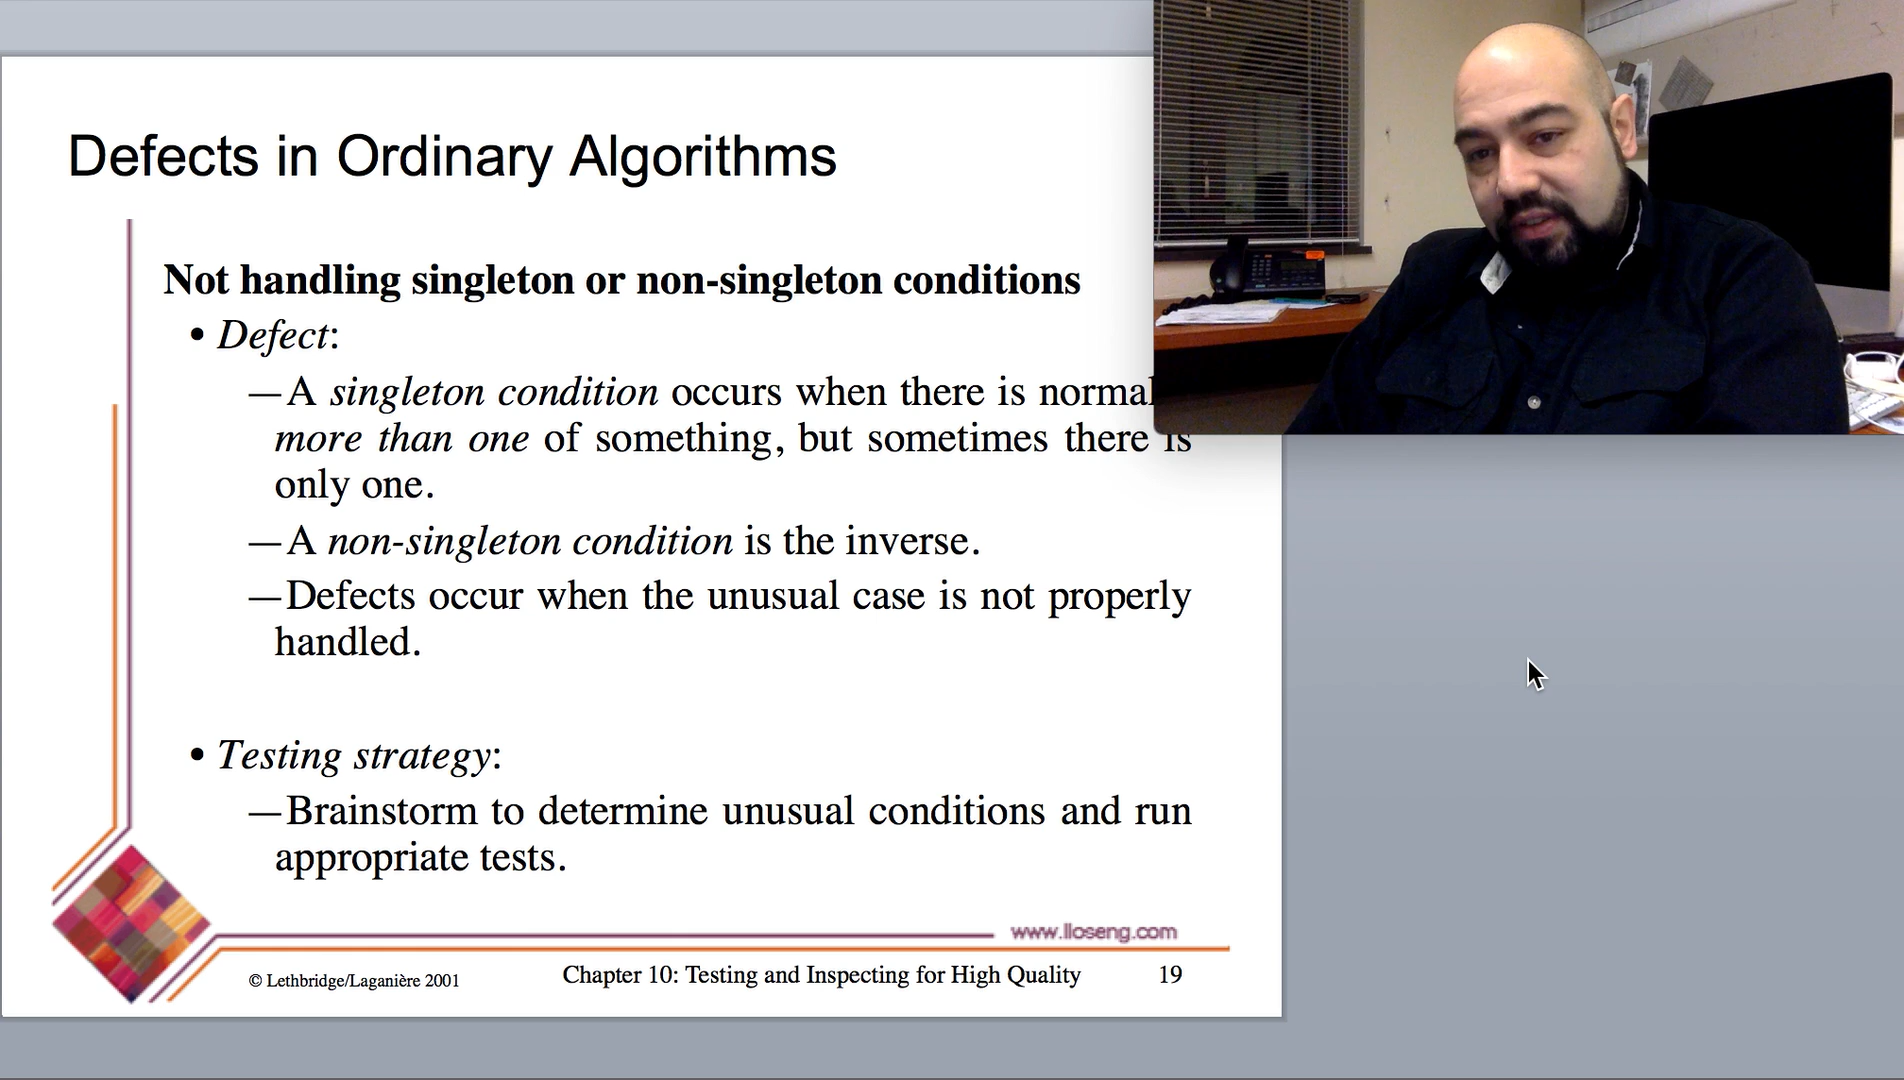 Defects in Ordinary Algorithms
Not handling singleton or non-singleton conditions
• Defect:
—A singleton condition occurs when there is
more than one of something, but sometimes there is
only one.
—A non-singleton condition is the inverse.
—Defects occur when the unusual case is not properly
handled.
• Testing strategy:
—Brainstorm to determine unusual conditions and run
appropriate tests.
www.lloseng.com
© Lethbridge/Laganière 2001
Chapter 10: Testing and Inspecting for High Quality
19